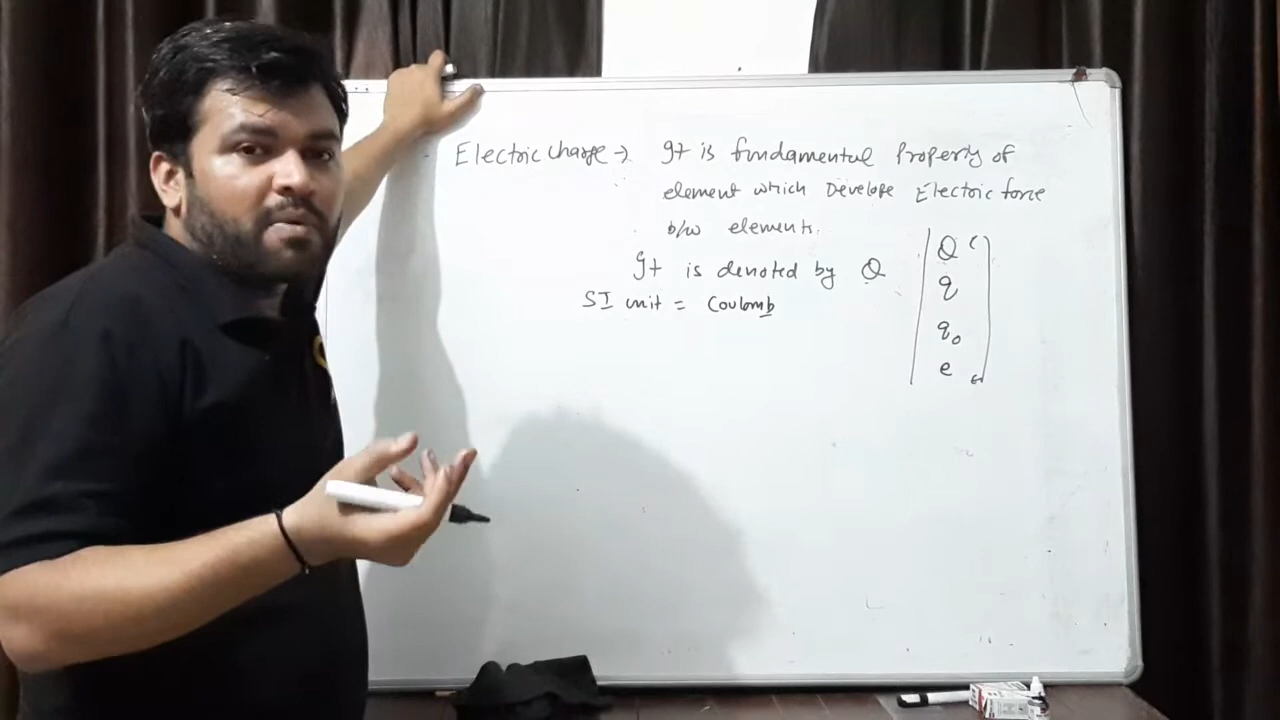 Electric charge → It is fundamental Property of
element which Develope Electric force
b/w elements.
It is denoted by Q
SI unit = Coulomb
Q
q
q₀
e